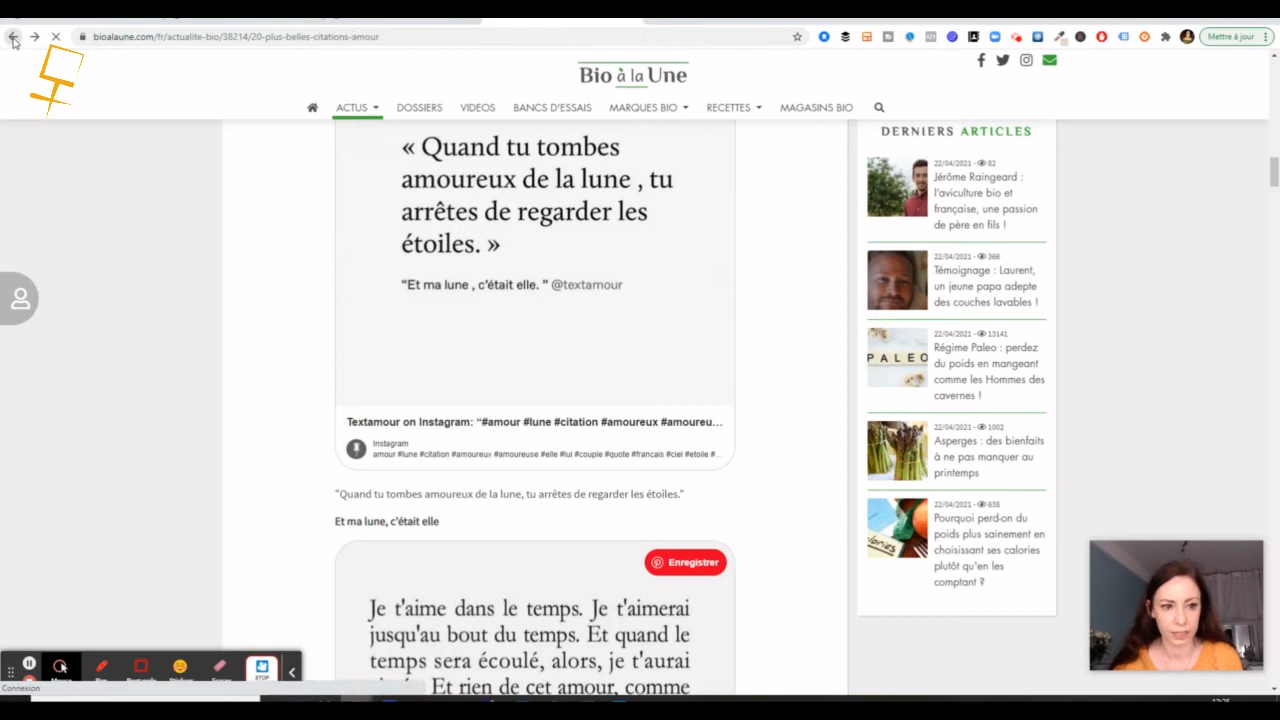 bioalaune.com/fr/actualite-bio/38214/20-plus-belles-citations-amour
Mettre à jour
Bio à la Une
ACTUS
DOSSIERS
VIDEOS
BANCS D'ESSAIS
MARQUES BIO
RECETTES
MAGASINS BIO
« Quand tu tombes
amoureux de la lune , tu
arrêtes de regarder les
étoiles. »
“Et ma lune , c'était elle. ” @textamour
Textamour on Instagram: “#amour #lune #citation #amoureux #amoureu...
Instagram
amour #lune #citation #amoureux #amoureuse #elle #lui #couple #quote #francais #ciel #etoile #...
"Quand tu tombes amoureux de la lune, tu arrêtes de regarder les étoiles."
Et ma lune, c'était elle
Enregistrer
Je t'aime dans le temps. Je t'aimerai
jusqu'au bout du temps. Et quand le
temps sera écoulé, alors, je t'aurai
Et rien de cet amour, comme
DERNIERS ARTICLES
22/04/2021 - 82
Jérôme Raingeard :
l'aviculture bio et
française, une passion
de père en fils !
22/04/2021 - 366
Témoignage : Laurent,
un jeune papa adepte
des couches lavables !
22/04/2021 - 13141
Régime Paleo : perdez
du poids en mangeant
comme les Hommes des
cavernes !
PALEO
22/04/2021 - 1002
Asperges : des bienfaits
à ne pas manquer au
printemps
22/04/2021 - 638
Pourquoi perd-on du
poids plus sainement en
choisissant ses calories
plutôt qu'en les
comptant ?
calories
STOP
Connexion